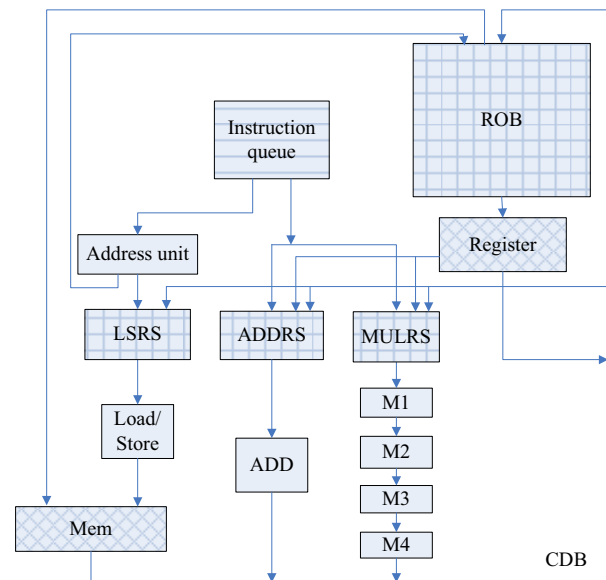 ROB
Instruction
queue
Register
Address unit
LSRS
ADDRS
MULRS
Load/
Store
ADD
M1
M2
M3
M4
Mem
CDB